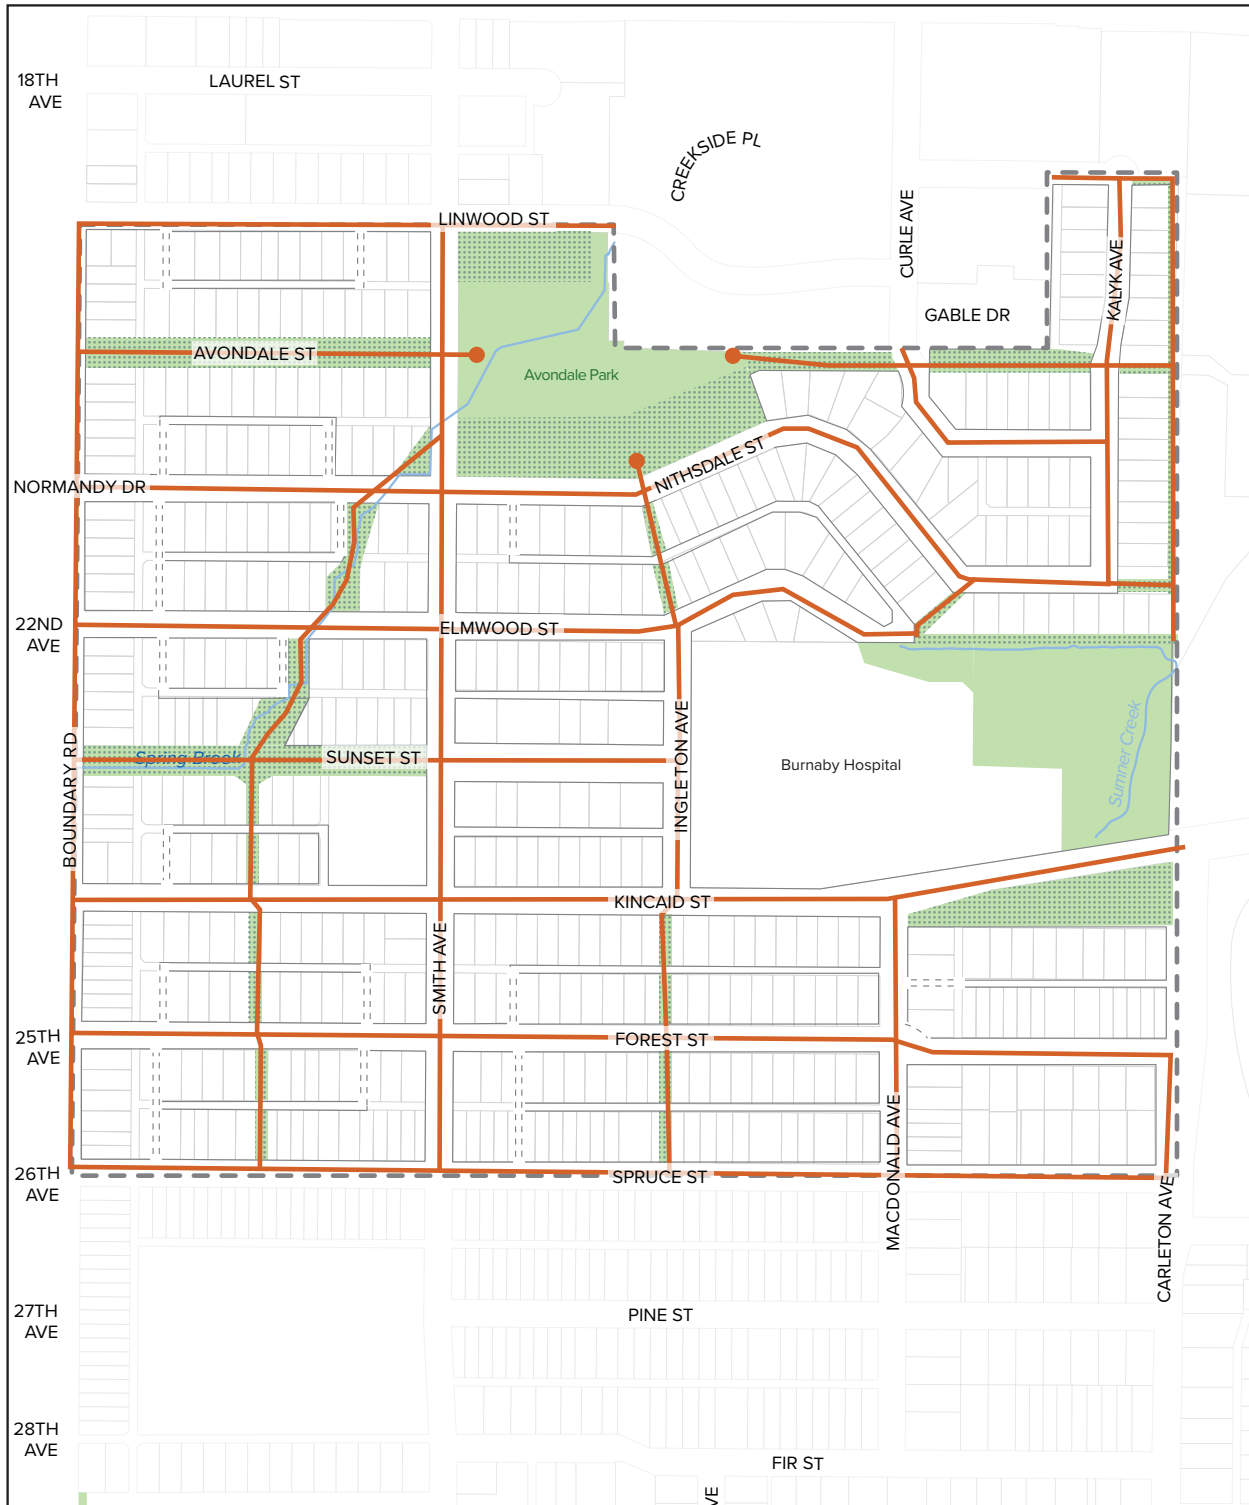 18TH
AVE
LAUREL ST
CREEKSIDE PL
CURLE AVE
LINWOOD ST
KALYK AVE
GABLE DR
AVONDALE ST
Avondale Park
NITHSDALE ST
NORMANDY DR
22ND
AVE
ELMWOOD ST
BOUNDARY RD
Spring Brook
SUNSET ST
INGLETON AVE
Burnaby Hospital
Sumner Creek
KINCAID ST
SMITH AVE
25TH
AVE
FOREST ST
MACDONALD AVE
26TH
AVE
SPRUCE ST
CARLETON AVE
27TH
AVE
PINE ST
28TH
AVE
FIR ST
VE